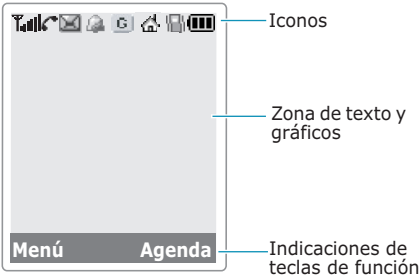 Iconos
G
Zona de texto y
gráficos
Menú Agenda
Indicaciones de
teclas de función